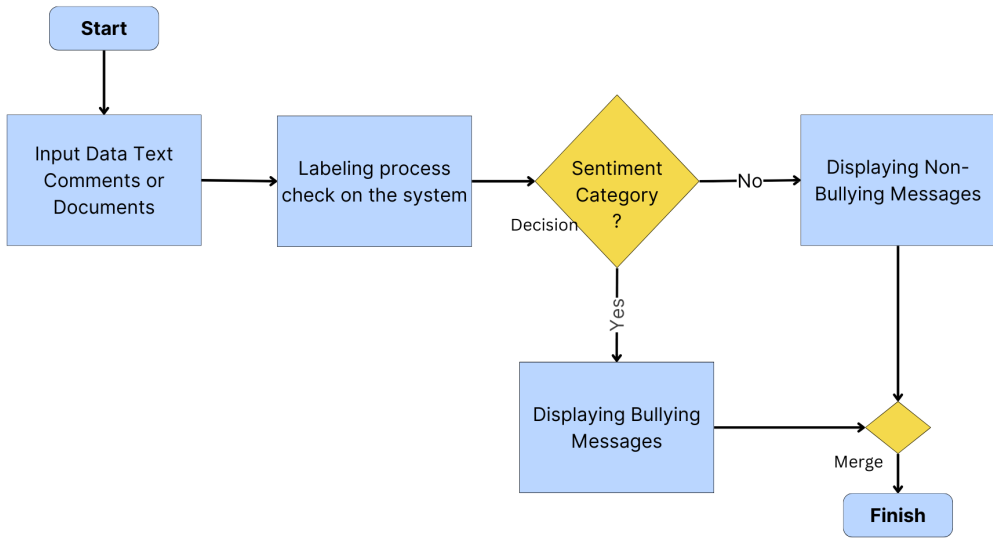 Start
Input Data Text
Comments or
Documents
Labeling process
check on the system
Sentiment
Category
?
Decision
No
Displaying Non-
Bullying Messages
Yes
Displaying Bullying
Messages
Merge
Finish